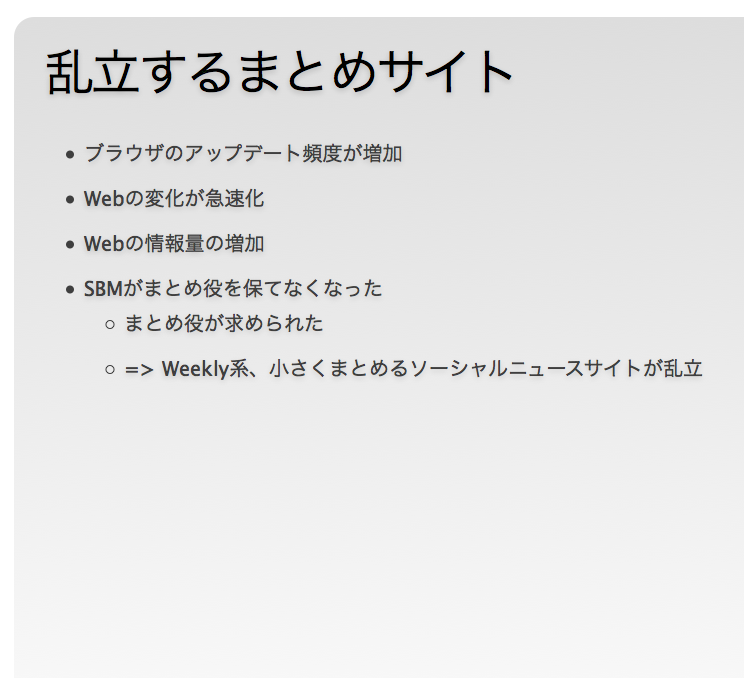 乱立するまとめサイト
• ブラウザのアップデート頻度が増加
• Webの変化が急速化
• Webの情報量の増加
• SBMがまとめ役を保てなくなった
○ まとめ役が求められた
○ => Weekly系、小さくまとめるソーシャルニュースサイトが乱立